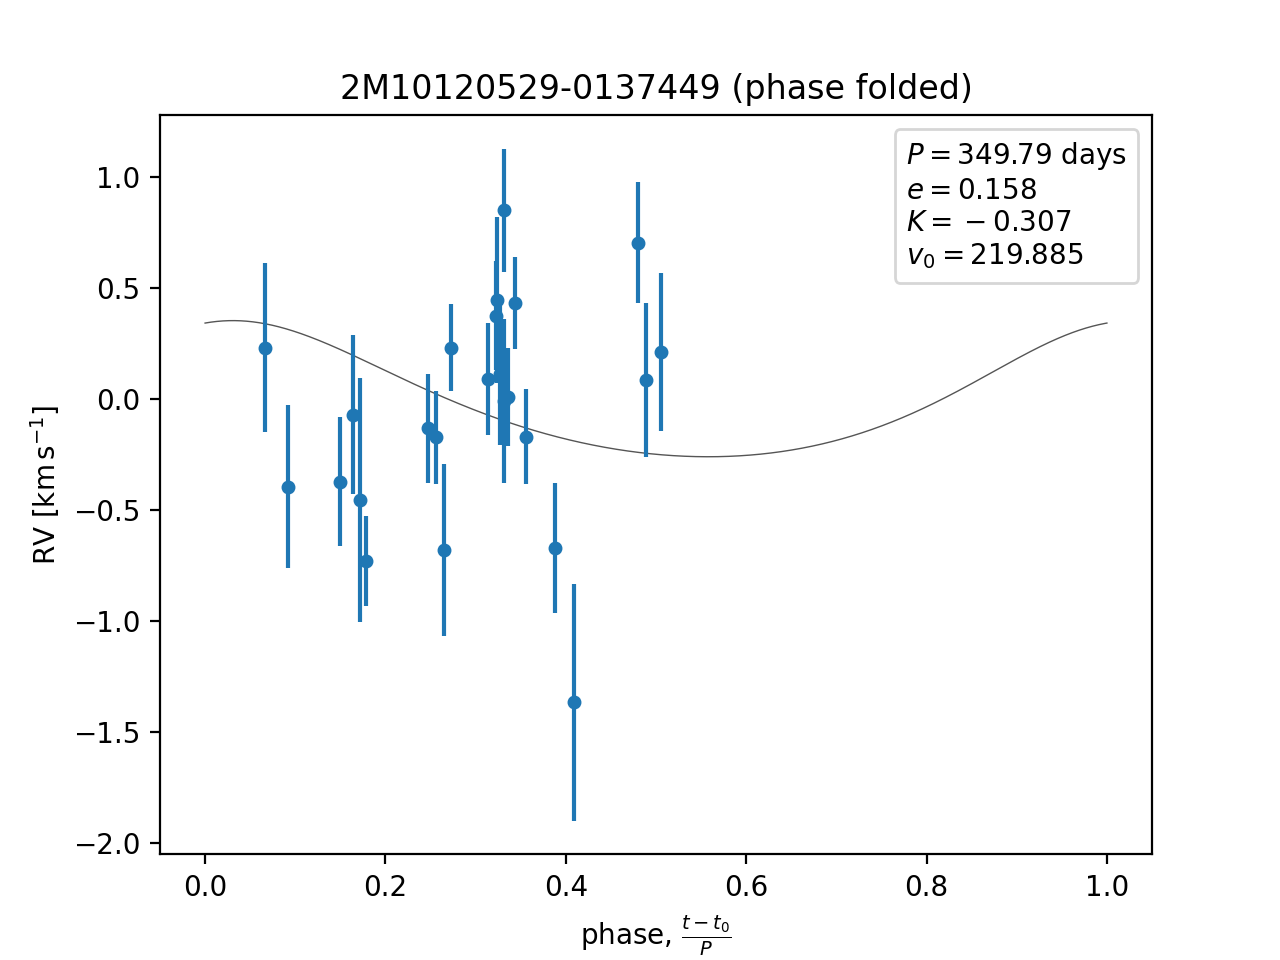 2M10120529-0137449 (phase folded)
P = 349.79 days
e = 0.158
K = −0.307
v₀ = 219.885
1.0
0.5
0.0
−0.5
−1.0
−1.5
−2.0
RV [km s⁻¹]
0.0 0.2 0.4 0.6 0.8 1.0
phase, (t − t₀)/P